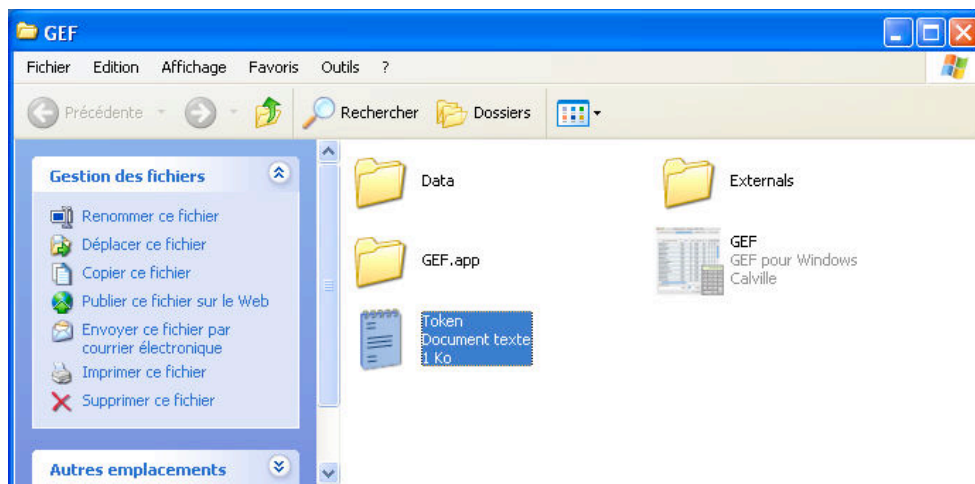 GEF
Fichier Edition Affichage Favoris Outils ?
Précédente Rechercher Dossiers
Gestion des fichiers
Renommer ce fichier
Déplacer ce fichier
Copier ce fichier
Publier ce fichier sur le Web
Envoyer ce fichier par
courrier électronique
Imprimer ce fichier
Supprimer ce fichier
Autres emplacements
Data
Externals
GEF.app
GEF
GEF pour Windows
Calville
Token
Document texte
1 Ko